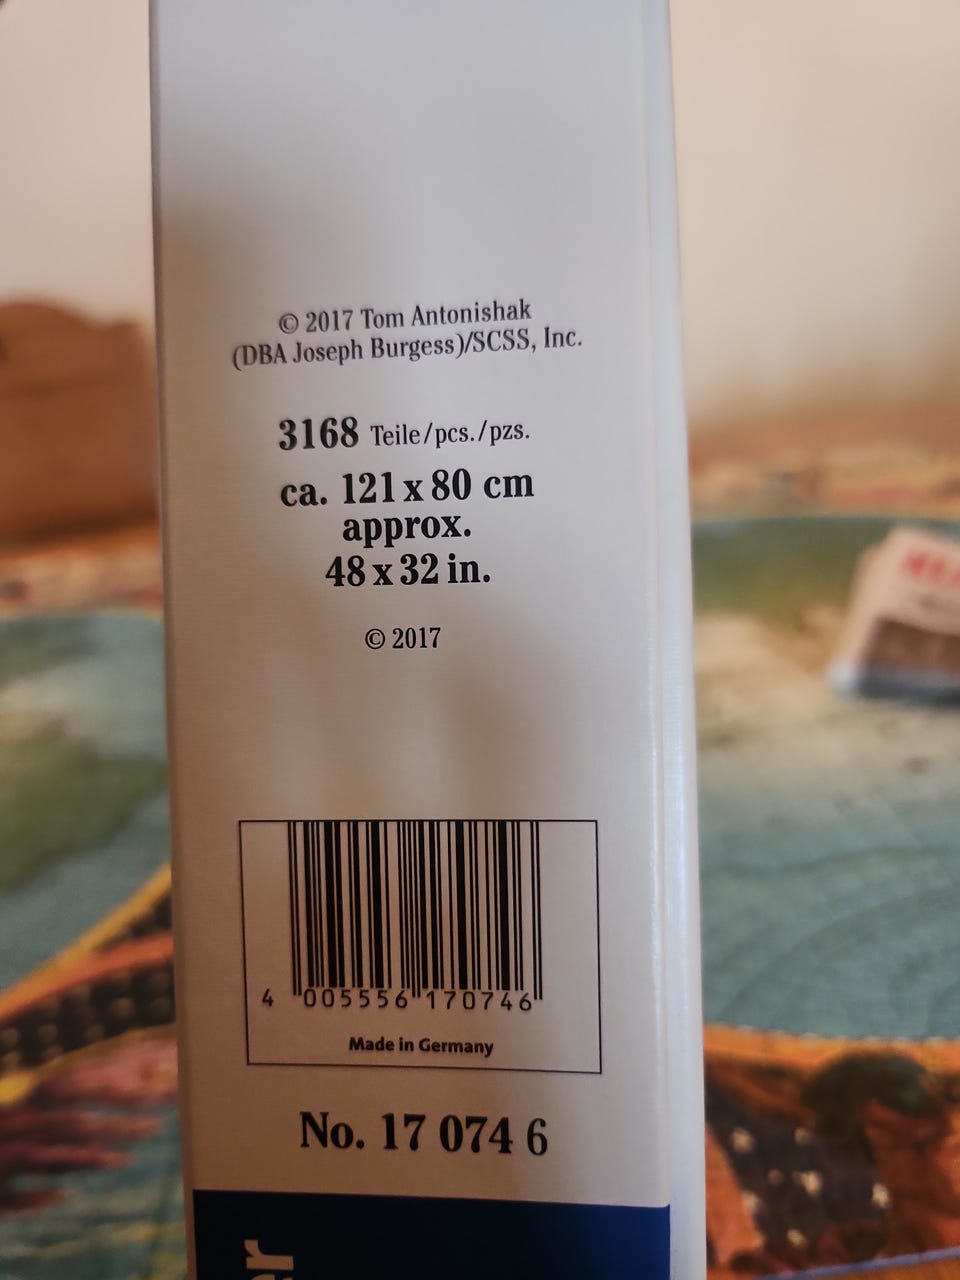 © 2017 Tom Antonishak
(DBA Joseph Burgess)/SCSS, Inc.
3168 Teile/pcs./pzs.
ca. 121 x 80 cm
approx.
48 x 32 in.
© 2017
4 005556 170746
Made in Germany
No. 17 074 6
er